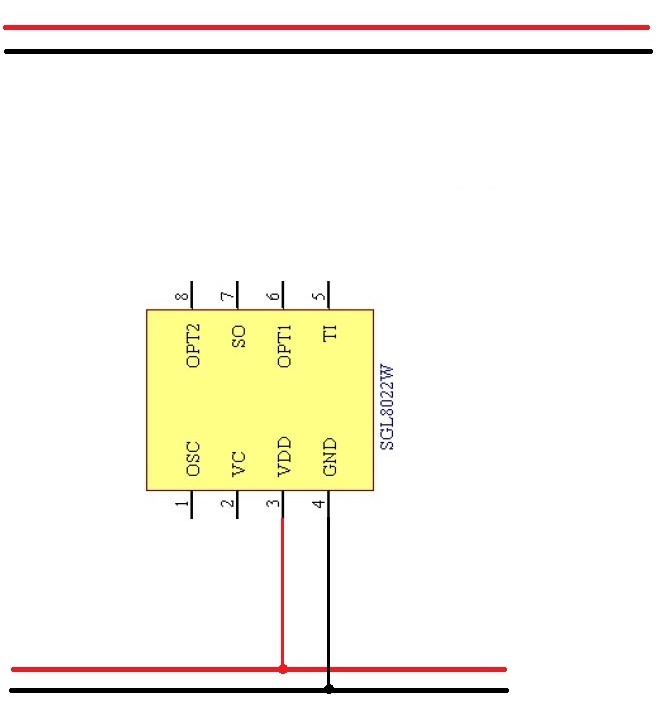 8 7 6 5
OPT2 SO OPT1 TI
SGL8022W
OSC VC VDD GND
1 2 3 4